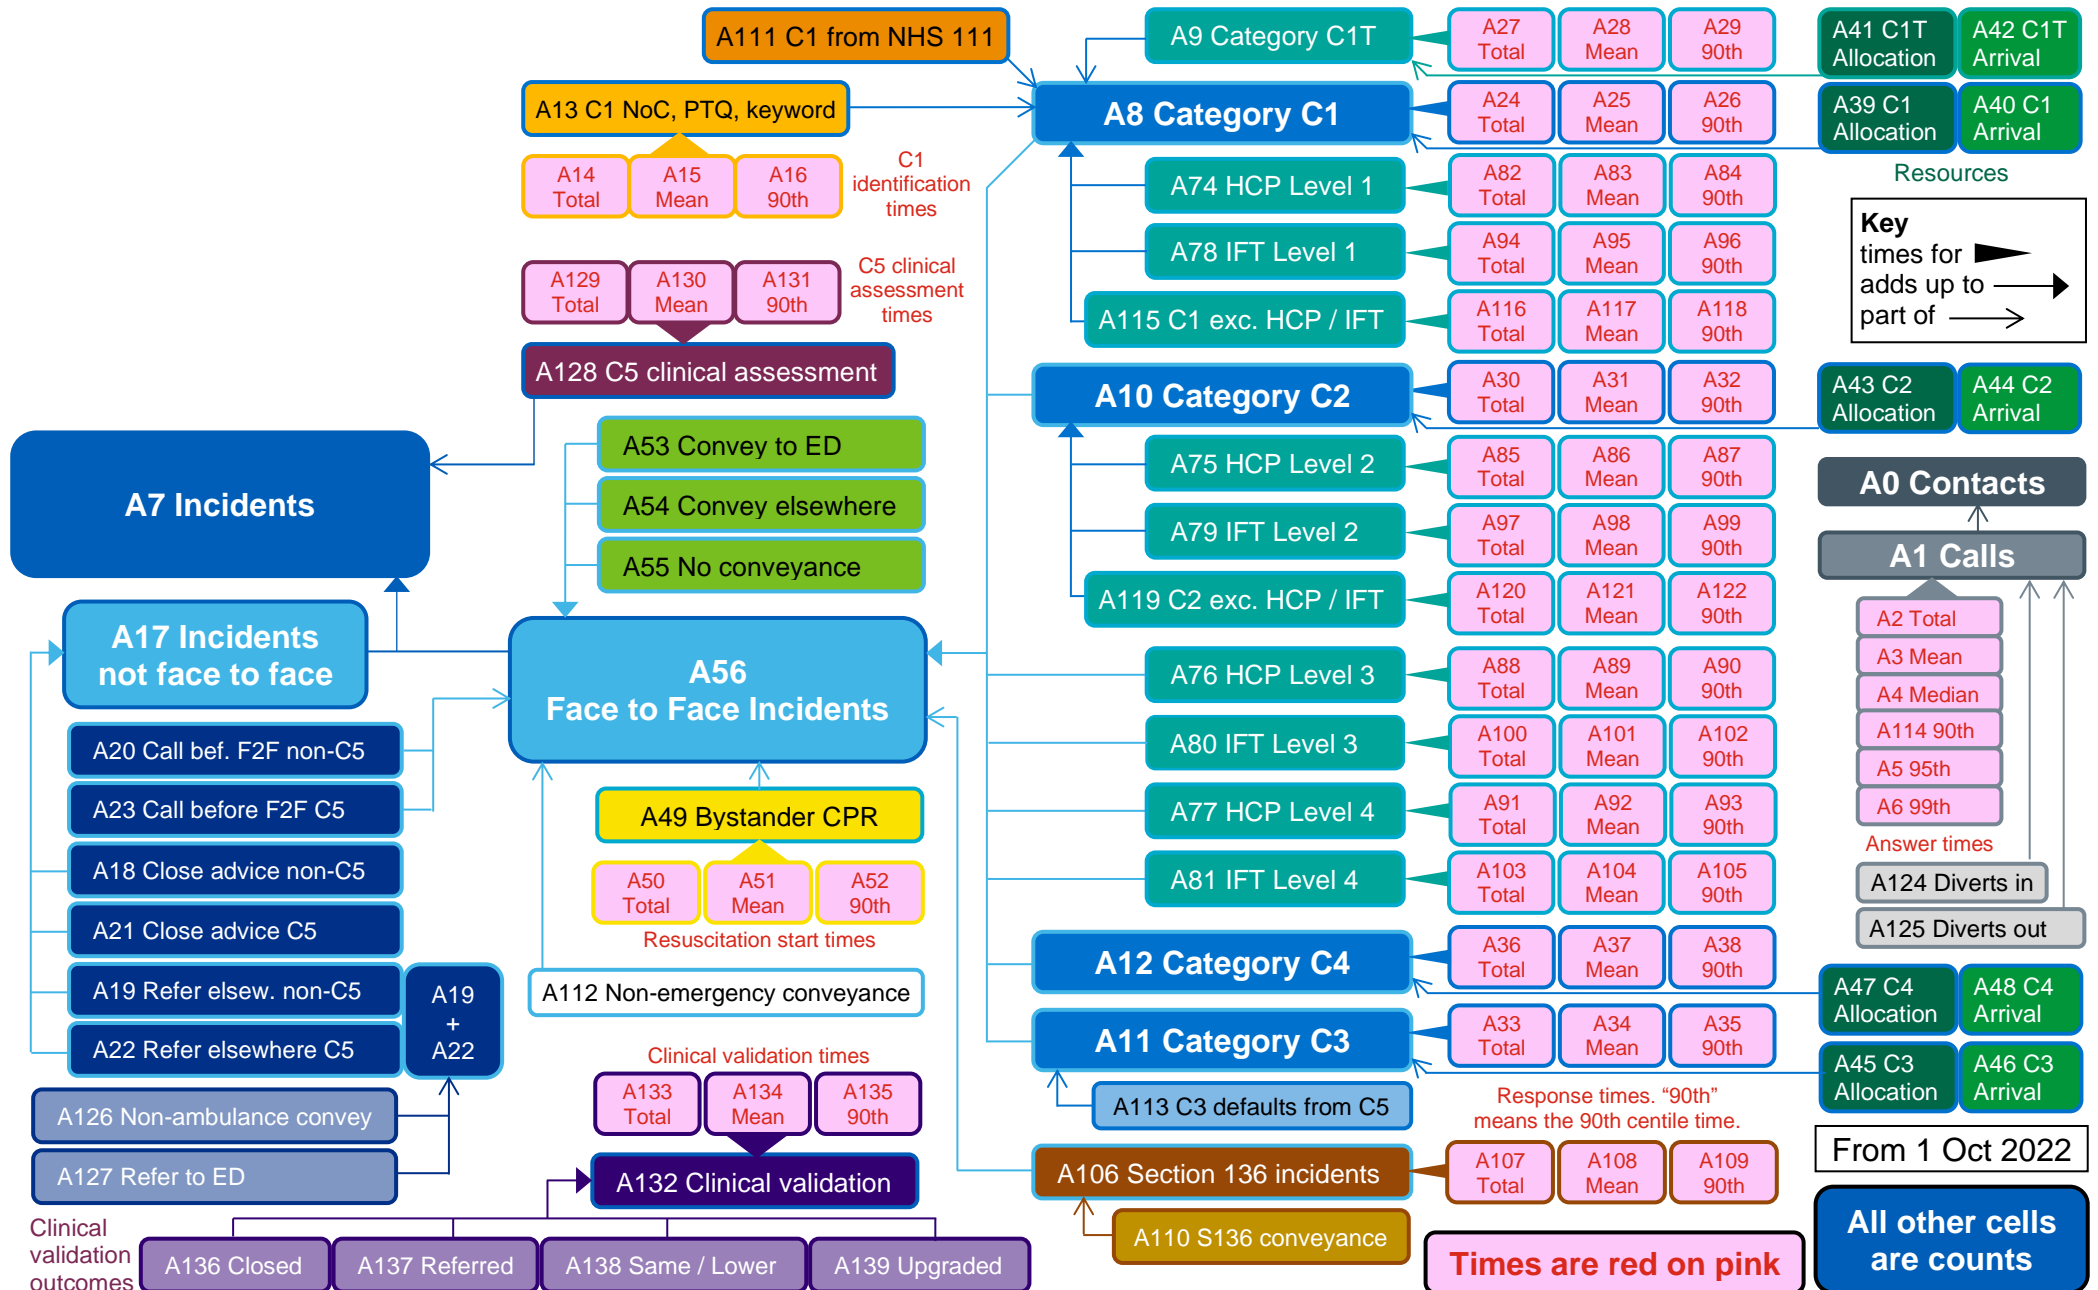 A111 C1 from NHS 111
A13 C1 NoC, PTQ, keyword
A14
Total
A15
Mean
A16
90th
C1
identification
times
A129
Total
A130
Mean
A131
90th
C5 clinical
assessment
times
A128 C5 clinical assessment
A7 Incidents
A53 Convey to ED
A54 Convey elsewhere
A55 No conveyance
A17 Incidents
not face to face
A56
Face to Face Incidents
A20 Call bef. F2F non-C5
A23 Call before F2F C5
A18 Close advice non-C5
A21 Close advice C5
A19 Refer elsew. non-C5
A22 Refer elsewhere C5
A19
+
A22
A126 Non-ambulance convey
A127 Refer to ED
A49 Bystander CPR
A50
Total
A51
Mean
A52
90th
Resuscitation start times
A112 Non-emergency conveyance
Clinical validation times
A133
Total
A134
Mean
A135
90th
A132 Clinical validation
Clinical
validation
outcomes
A136 Closed
A137 Referred
A138 Same / Lower
A139 Upgraded
A9 Category C1T
A27
Total
A28
Mean
A29
90th
A8 Category C1
A24
Total
A25
Mean
A26
90th
A74 HCP Level 1
A82
Total
A83
Mean
A84
90th
A78 IFT Level 1
A94
Total
A95
Mean
A96
90th
A115 C1 exc. HCP / IFT
A116
Total
A117
Mean
A118
90th
A10 Category C2
A30
Total
A31
Mean
A32
90th
A75 HCP Level 2
A85
Total
A86
Mean
A87
90th
A79 IFT Level 2
A97
Total
A98
Mean
A99
90th
A119 C2 exc. HCP / IFT
A120
Total
A121
Mean
A122
90th
A76 HCP Level 3
A88
Total
A89
Mean
A90
90th
A80 IFT Level 3
A100
Total
A101
Mean
A102
90th
A77 HCP Level 4
A91
Total
A92
Mean
A93
90th
A81 IFT Level 4
A103
Total
A104
Mean
A105
90th
A12 Category C4
A36
Total
A37
Mean
A38
90th
A11 Category C3
A33
Total
A34
Mean
A35
90th
A113 C3 defaults from C5
Response times. “90th”
means the 90th centile time.
A106 Section 136 incidents
A107
Total
A108
Mean
A109
90th
A110 S136 conveyance
Times are red on pink
A41 C1T
Allocation
A42 C1T
Arrival
A39 C1
Allocation
A40 C1
Arrival
Resources
Key
times for
adds up to
part of
A43 C2
Allocation
A44 C2
Arrival
A0 Contacts
A1 Calls
A2 Total
A3 Mean
A4 Median
A114 90th
A5 95th
A6 99th
Answer times
A124 Diverts in
A125 Diverts out
A47 C4
Allocation
A48 C4
Arrival
A45 C3
Allocation
A46 C3
Arrival
From 1 Oct 2022
All other cells
are counts